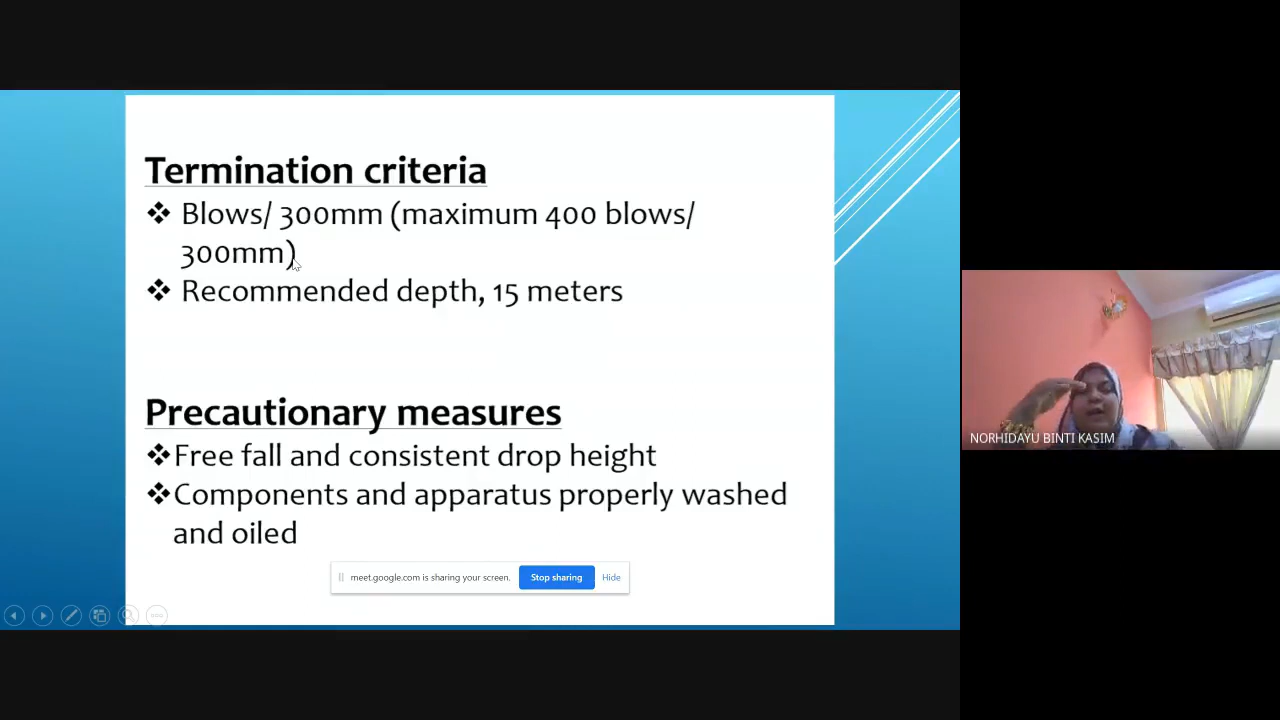 Termination criteria
❖ Blows/ 300mm (maximum 400 blows/
300mm)
❖ Recommended depth, 15 meters
Precautionary measures
❖Free fall and consistent drop height
❖Components and apparatus properly washed
and oiled
meet.google.com is sharing your screen. Stop sharing Hide
NORHIDAYU BINTI KASIM